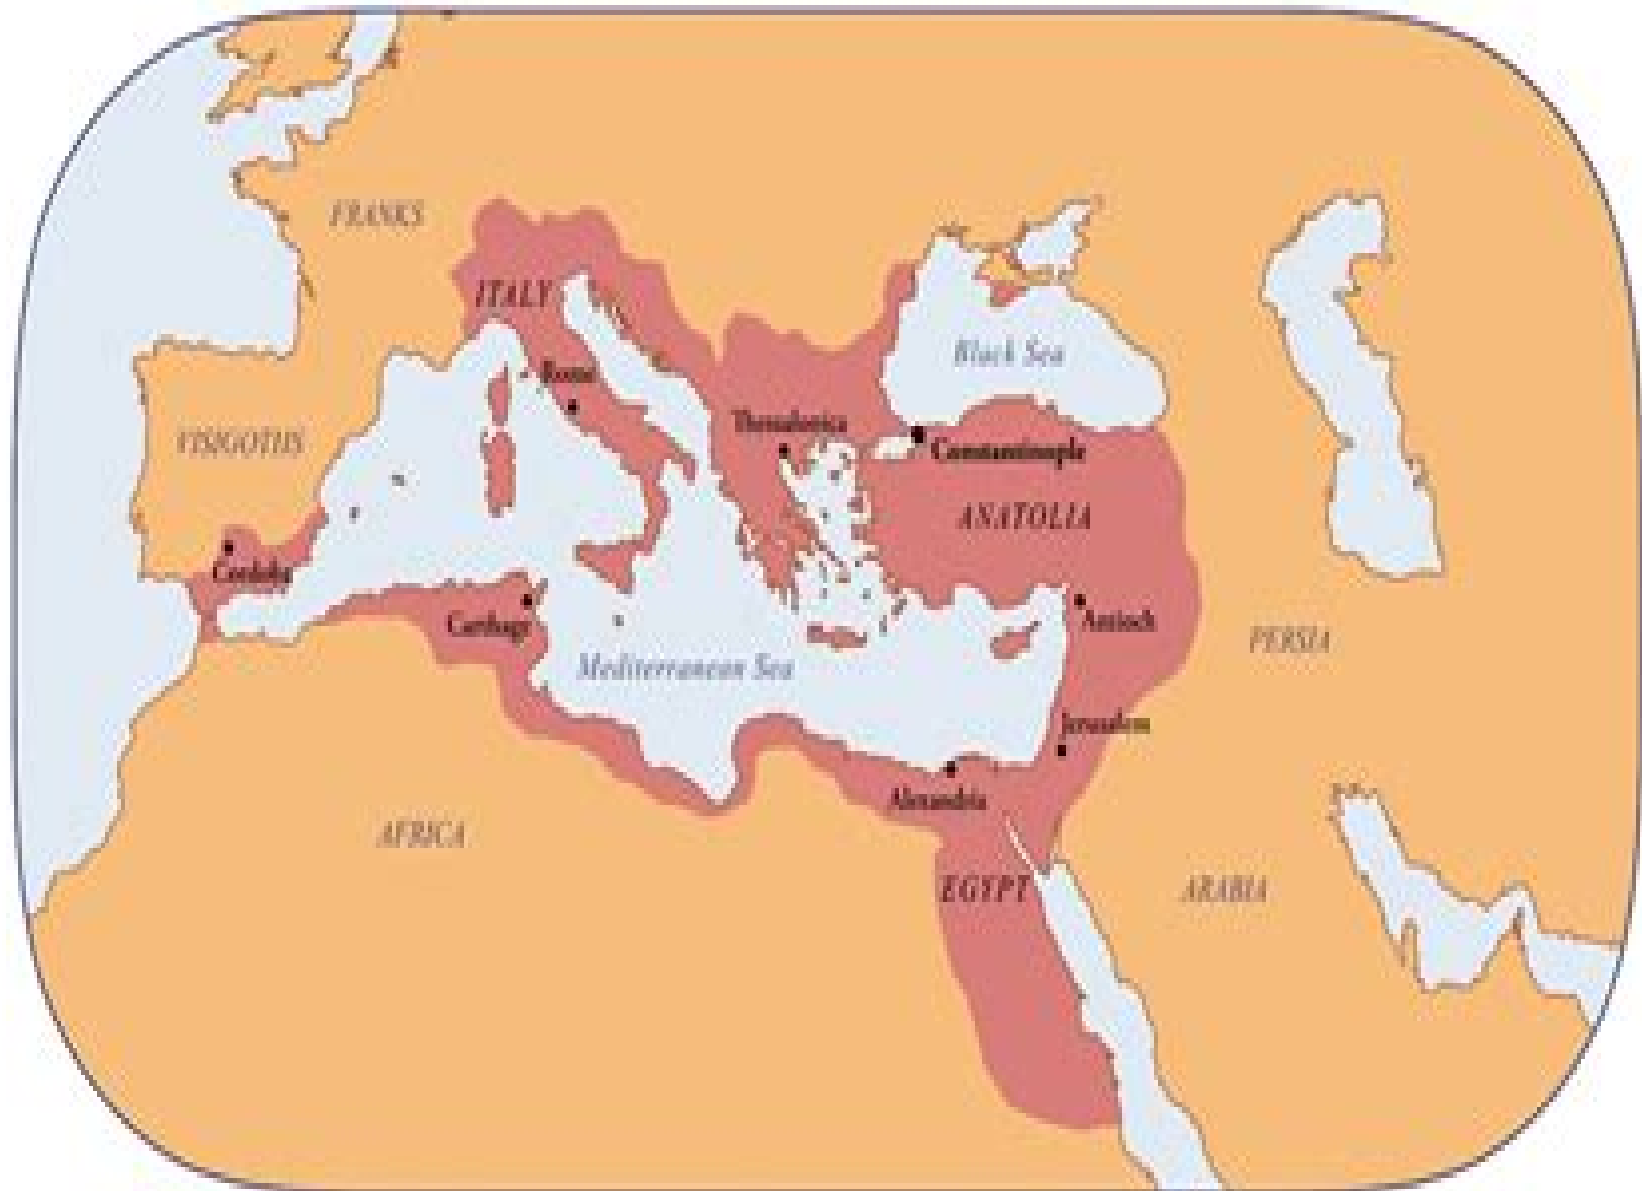 FRANKS
ITALY
Black Sea
Rome
Thessalonica
VISIGOTHS
Constantinople
ANATOLIA
Cordoba
Carthage
Antioch
PERSIA
Mediterranean Sea
Jerusalem
Alexandria
AFRICA
EGYPT
ARABIA